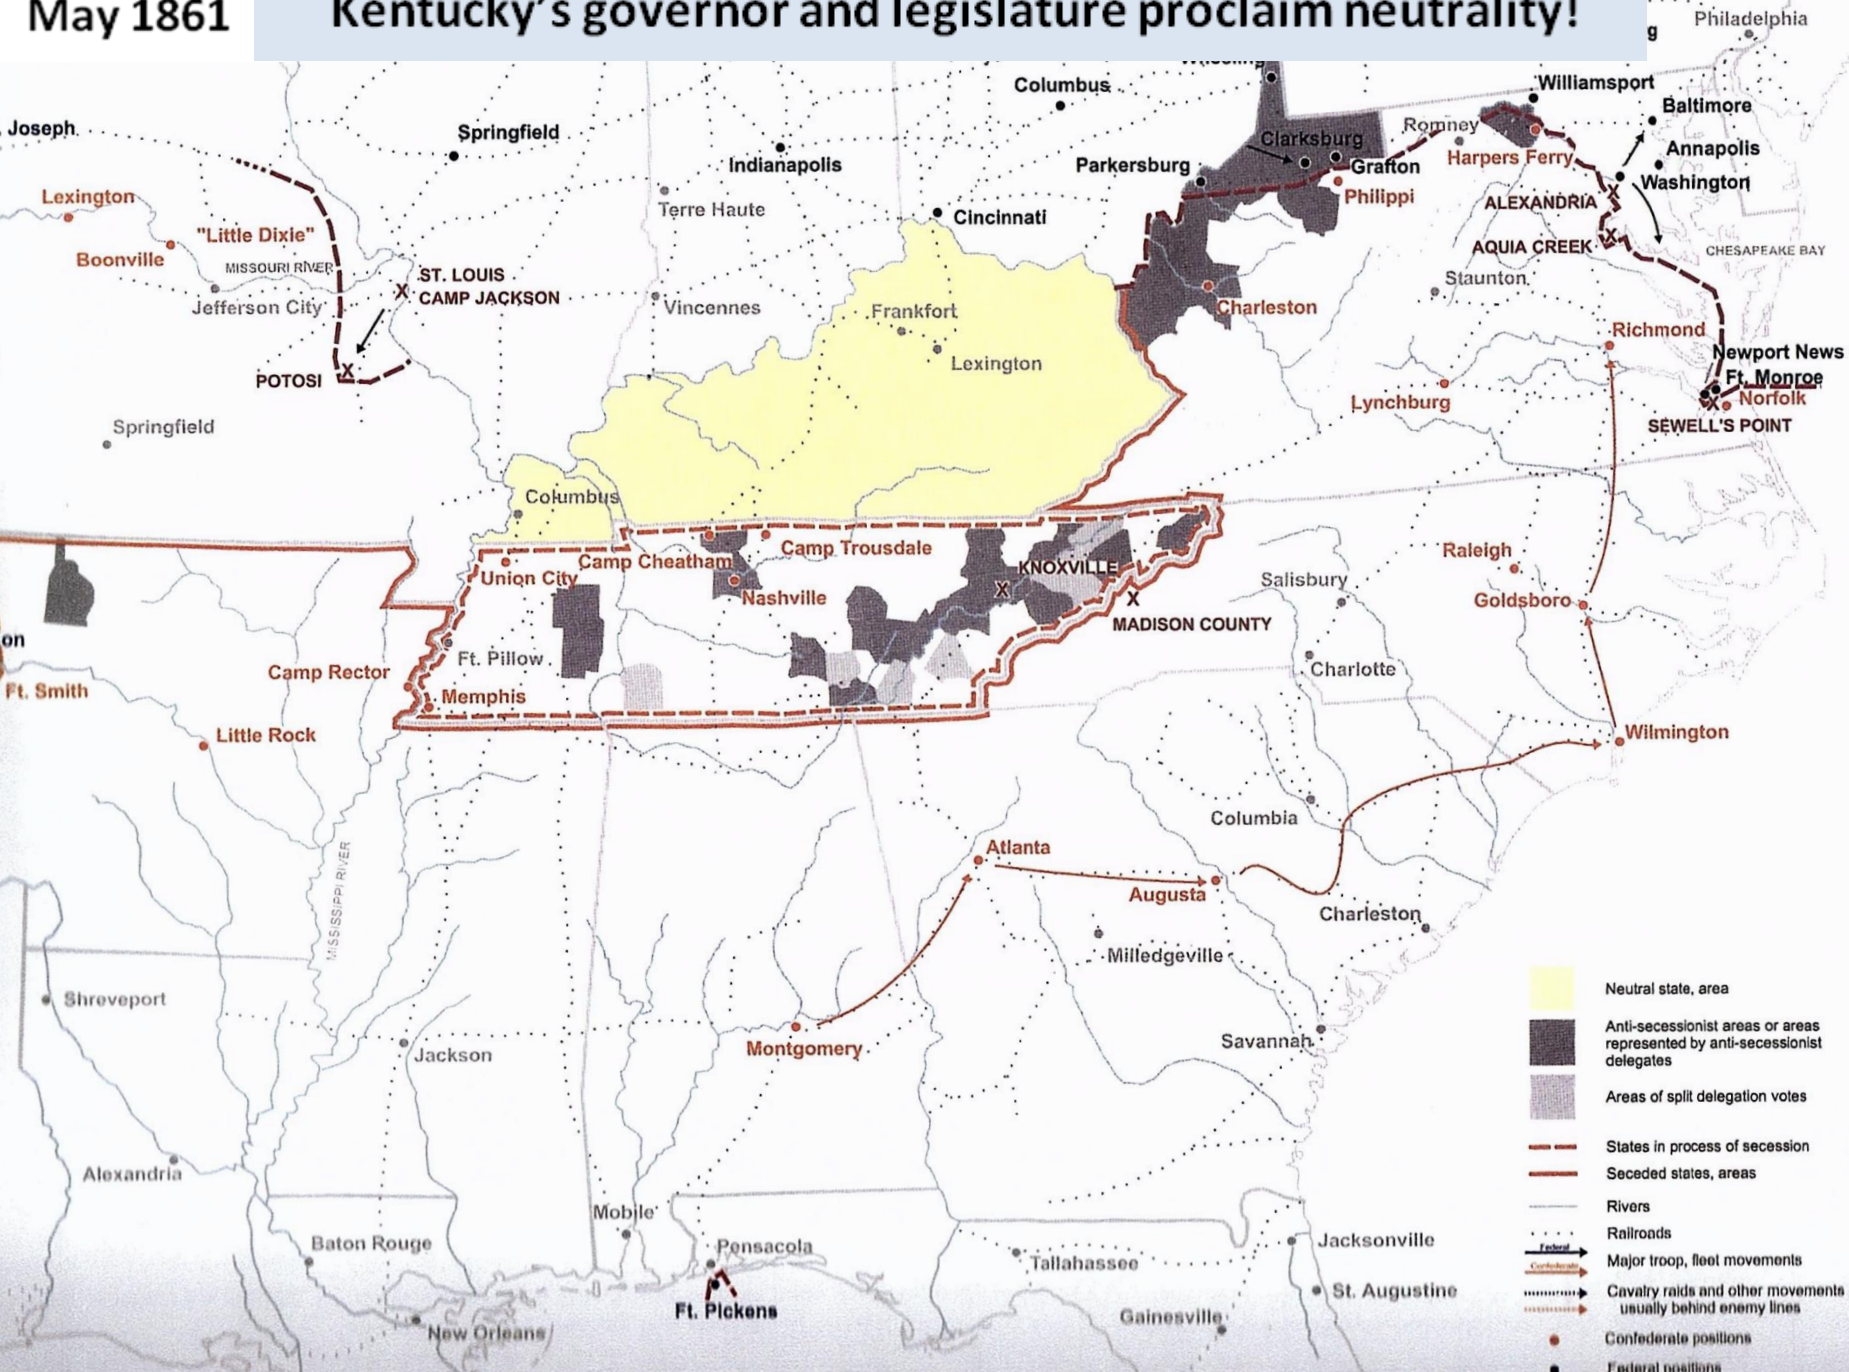 May 1861
Kentucky's governor and legislature proclaim neutrality!
Philadelphia
g
Columbus
Williamsport
Baltimore
Joseph
Springfield
Indianapolis
Clarksburg
Romney
Annapolis
Parkersburg
Grafton
Harpers Ferry
Washington
Lexington
Terre Haute
Cincinnati
Philippi
ALEXANDRIA
"Little Dixie"
Boonville
MISSOURI RIVER
AQUIA CREEK
CHESAPEAKE BAY
ST. LOUIS
CAMP JACKSON
Jefferson City
Vincennes
Frankfort
Charleston
Staunton
Richmond
Lexington
Newport News
POTOSI
Ft. Monroe
Lynchburg
Norfolk
Springfield
SEWELL'S POINT
Columbus
Camp Cheatham
Camp Trousdale
Raleigh
Union City
KNOXVILLE
Salisbury
Nashville
Goldsboro
MADISON COUNTY
on
Ft. Pillow
Camp Rector
Charlotte
Ft. Smith
Memphis
Little Rock
Wilmington
Columbia
MISSISSIPPI RIVER
Atlanta
Augusta
Charleston
Milledgeville
Shreveport
Neutral state, area
Anti-secessionist areas or areas
represented by anti-secessionist
delegates
Savannah
Jackson
Montgomery
Areas of split delegation votes
States in process of secession
Seceded states, areas
Alexandria
Rivers
Mobile
Railroads
Baton Rouge
Pensacola
Tallahassee
Jacksonville
Federal
Confederate
Major troop, fleet movements
Ft. Pickens
St. Augustine
Cavalry raids and other movements
usually behind enemy lines
New Orleans
Gainesville
Confederate positions
Federal positions